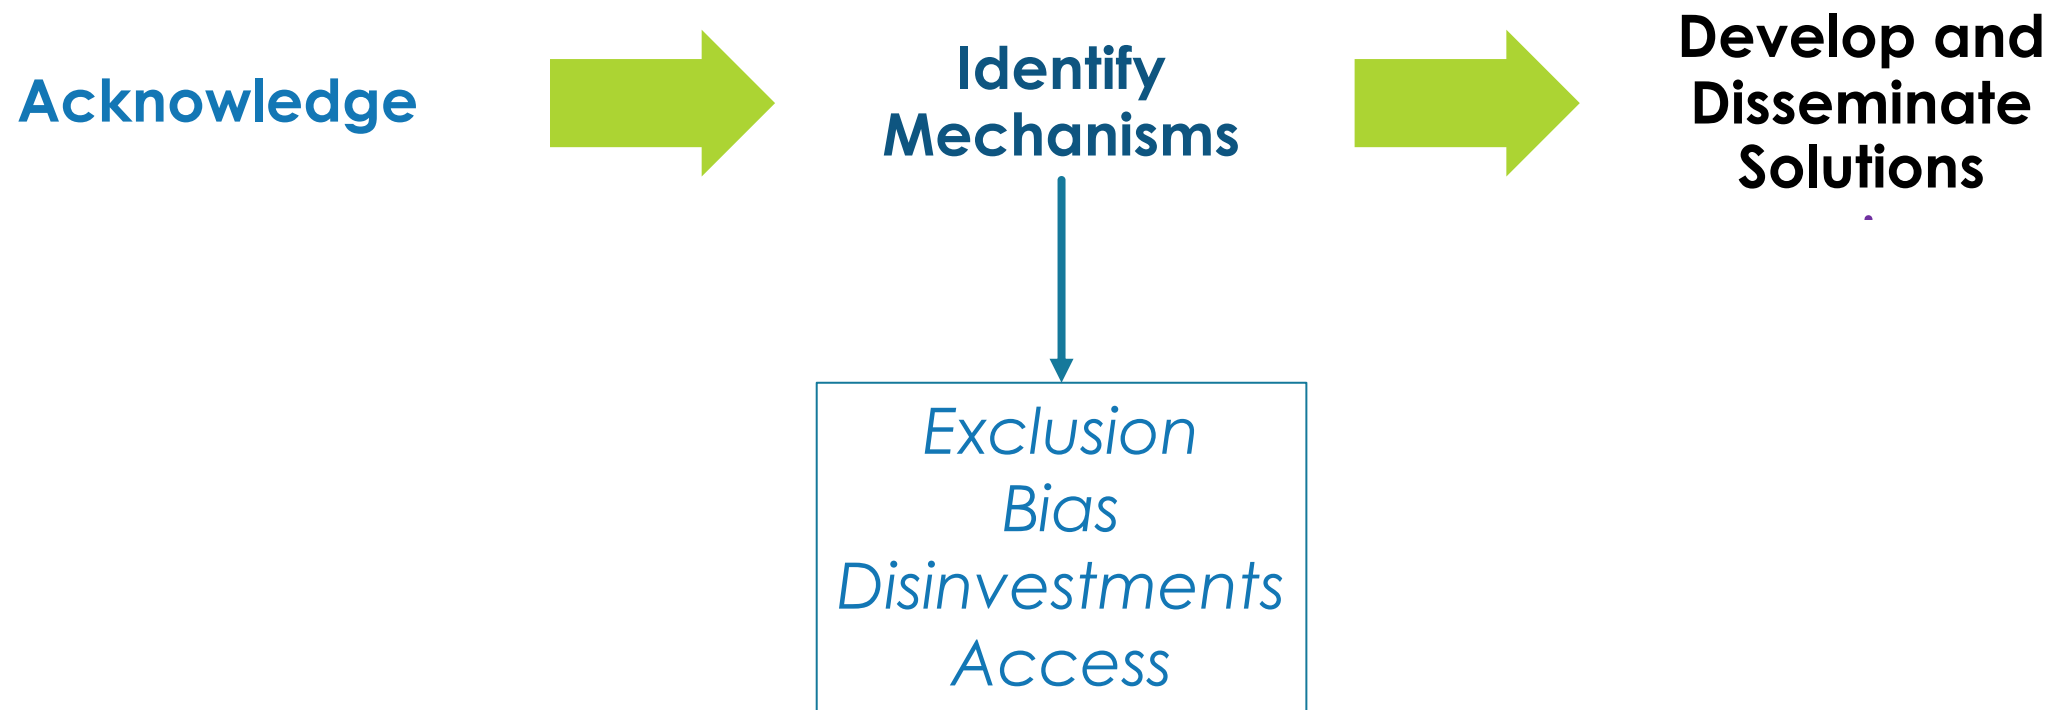 Acknowledge
Identify
Mechanisms
Develop and
Disseminate
Solutions
Exclusion
Bias
Disinvestments
Access